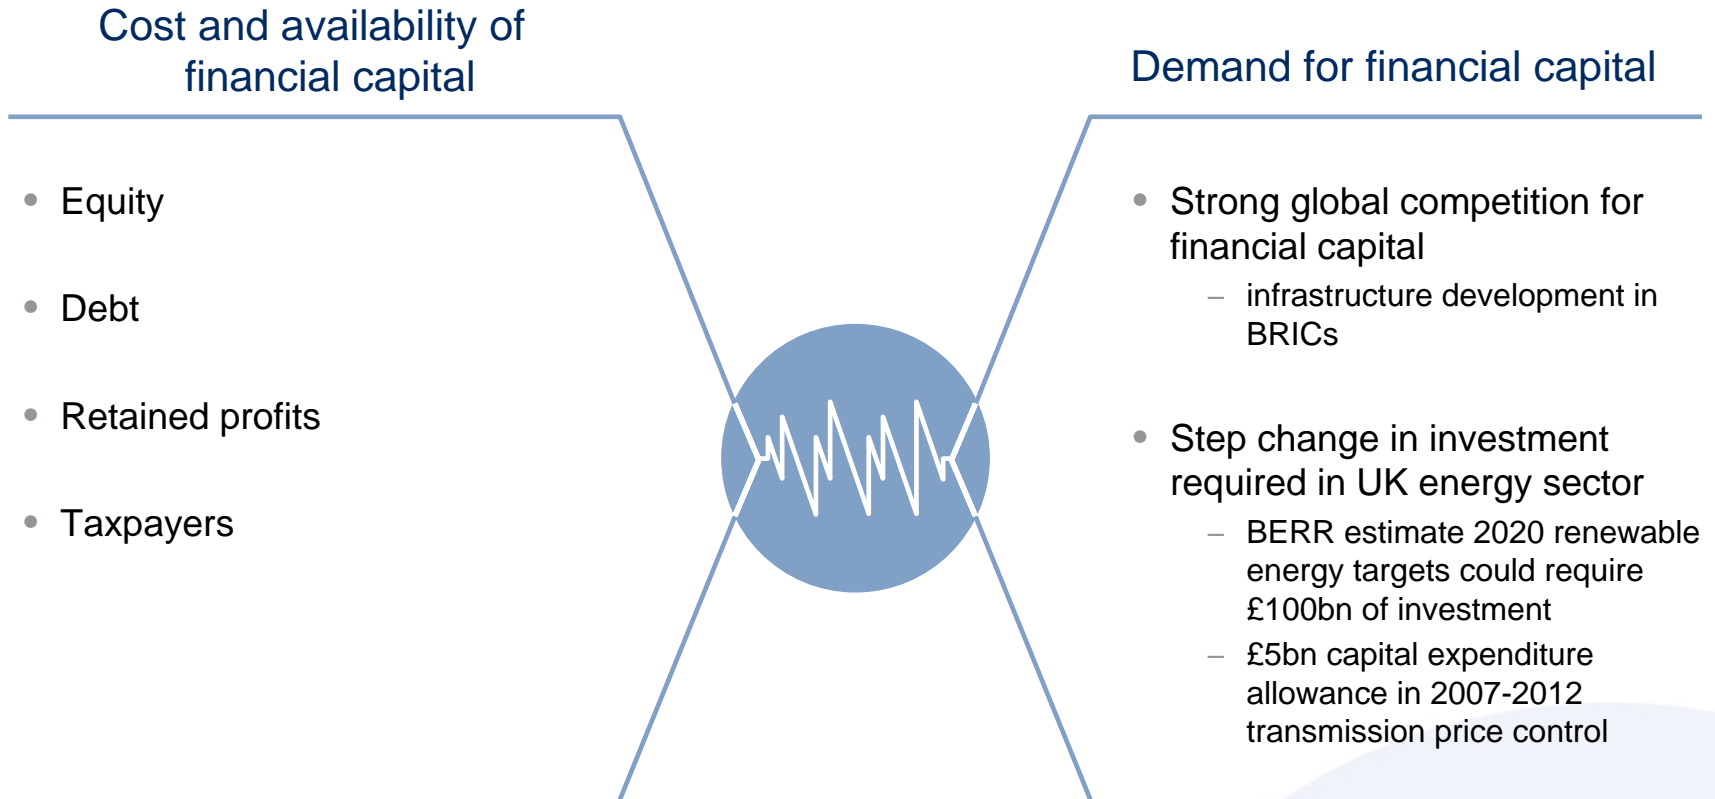 Cost and availability of
financial capital
• Equity
• Debt
• Retained profits
• Taxpayers
Demand for financial capital
• Strong global competition for
financial capital
– infrastructure development in
BRICs
• Step change in investment
required in UK energy sector
– BERR estimate 2020 renewable
energy targets could require
£100bn of investment
– £5bn capital expenditure
allowance in 2007-2012
transmission price control